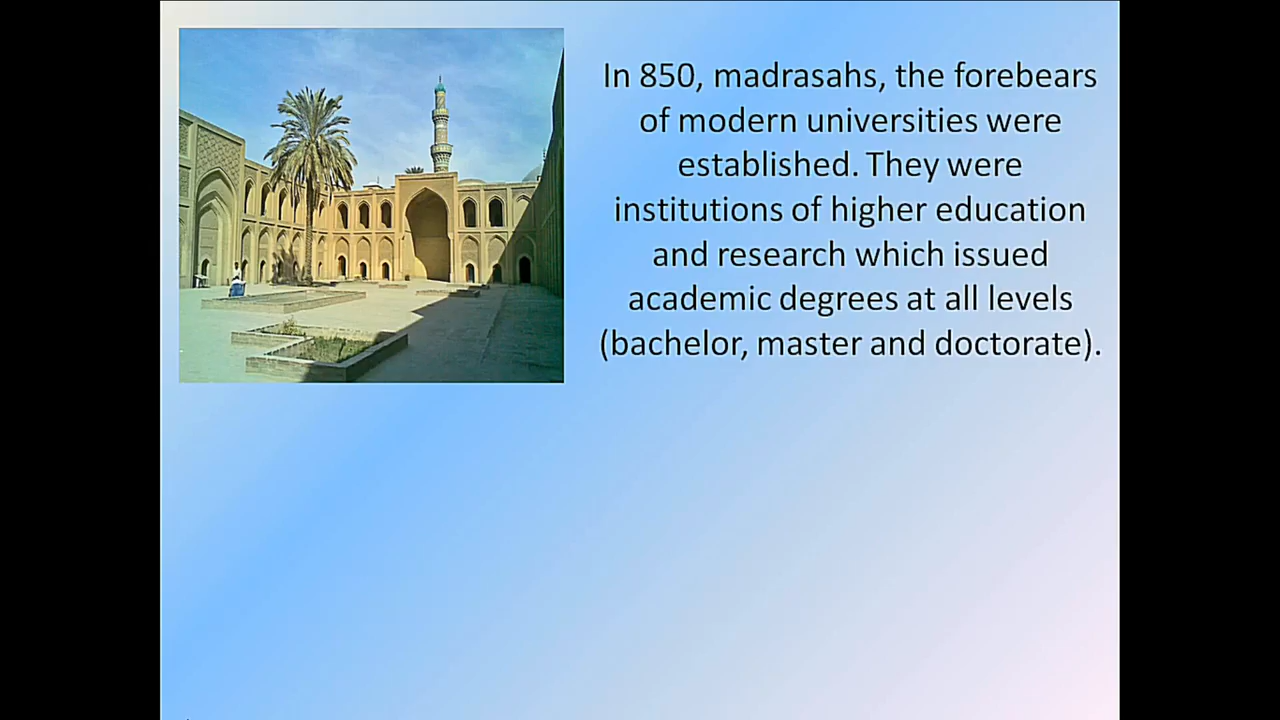 In 850, madrasahs, the forebears
of modern universities were
established. They were
institutions of higher education
and research which issued
academic degrees at all levels
(bachelor, master and doctorate).